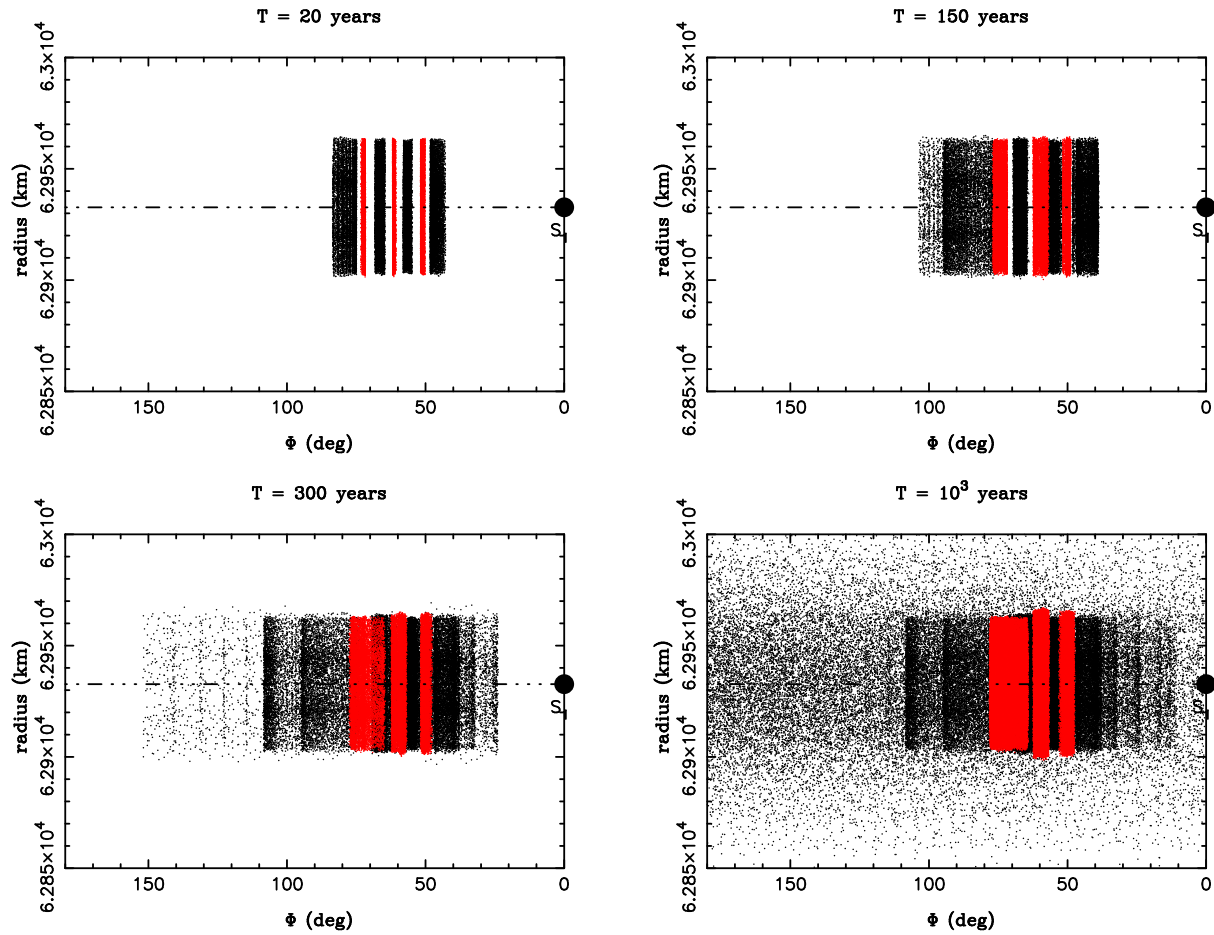 T = 20 years
6.3×10⁴
6.295×10⁴
6.29×10⁴
6.285×10⁴
radius (km)
S₁
150
100
50
0
Φ (deg)
T = 150 years
6.3×10⁴
6.295×10⁴
6.29×10⁴
6.285×10⁴
radius (km)
S₁
150
100
50
0
Φ (deg)
T = 300 years
6.3×10⁴
6.295×10⁴
6.29×10⁴
6.285×10⁴
radius (km)
S₁
150
100
50
0
Φ (deg)
T = 10³ years
6.3×10⁴
6.295×10⁴
6.29×10⁴
6.285×10⁴
radius (km)
150
100
50
0
Φ (deg)